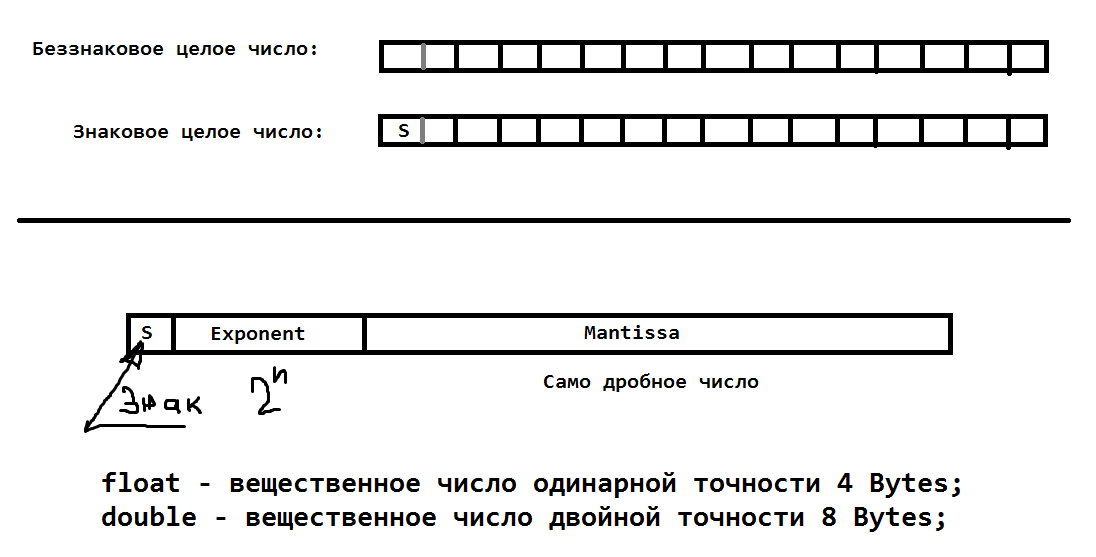 Беззнаковое целое число:
Знаковое целое число:
S
S
Exponent
Mantissa
Знак
2ⁿ
Само дробное число
float - вещественное число одинарной точности 4 Bytes;
double - вещественное число двойной точности 8 Bytes;